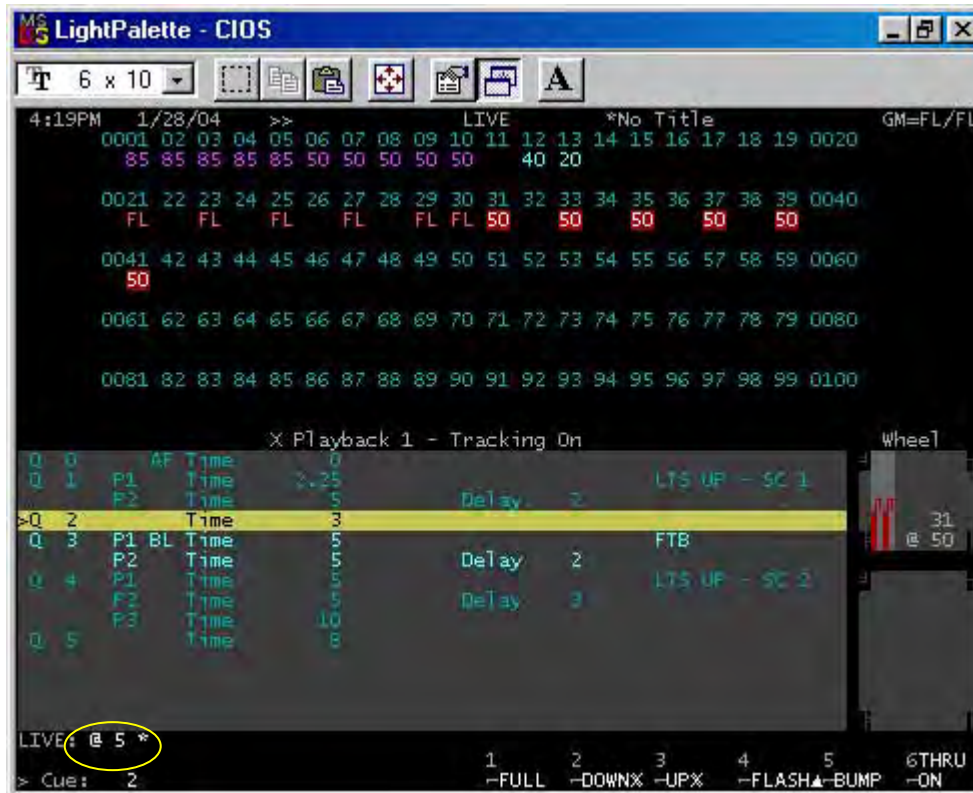 LightPalette - CIOS
6 x 10
4:19PM 1/28/04 >> LIVE *No Title GM=FL/FL
0001 02 03 04 05 06 07 08 09 10 11 12 13 14 15 16 17 18 19 0020
85 85 85 85 85 50 50 50 50 50 40 20
0021 22 23 24 25 26 27 28 29 30 31 32 33 34 35 36 37 38 39 0040
FL FL FL FL FL FL 50 50 50 50 50
0041 42 43 44 45 46 47 48 49 50 51 52 53 54 55 56 57 58 59 0060
50
0061 62 63 64 65 66 67 68 69 70 71 72 73 74 75 76 77 78 79 0080
0081 82 83 84 85 86 87 88 89 90 91 92 93 94 95 96 97 98 99 0100
X Playback 1 - Tracking On Wheel
Q 0 AF Time 0
Q 1 P1 Time 2.25 LTS UP - SC 1
P2 Time 5 Delay 2
>Q 2 Time 3
31
Q 3 P1 BL Time 5 FTB
@ 50
P2 Time 5 Delay 2
Q 4 P1 Time 5 LTS UP - SC 2
P2 Time 5 Delay 3
P3 Time 10
Q 5 Time 8
LIVE: @ 5 *
1 2 3 4 5 6THRU
> Cue: 2 —FULL —DOWN% —UP% —FLASH▲—BUMP —ON